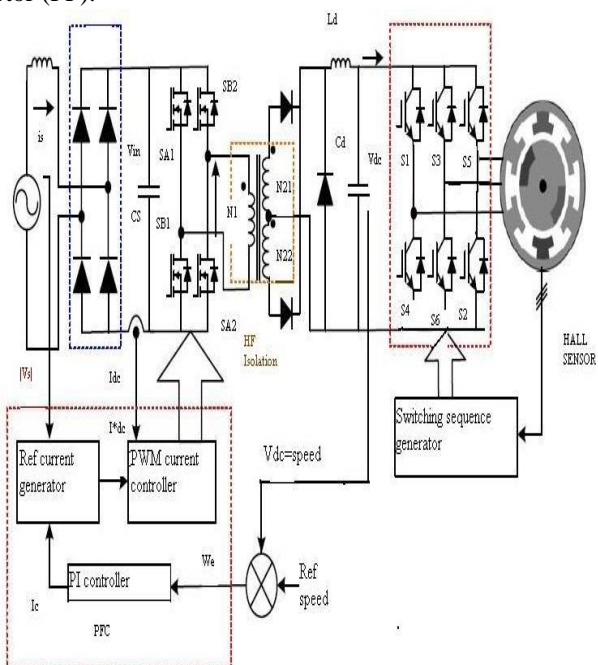 (PF).
Ld
SB2
is
Vin
SA1
Cd
Vdc
S1
S3
S5
CS
N1
N21
SB1
N22
S4
S6
S2
SA2
HF
Isolation
HALL
SENSOR
|Vs|
Idc
I*dc
Switching sequence
generator
Ref current
generator
PWM current
controller
Vdc=speed
We
Ref
speed
PI controller
Ic
PFC